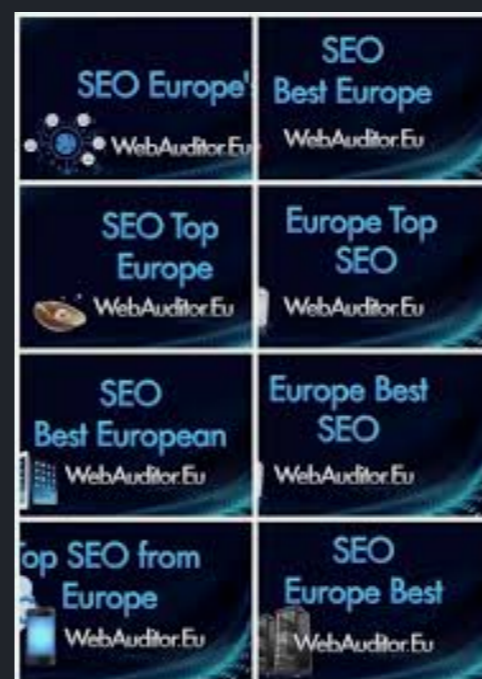 SEO Europe's
WebAuditor.Eu
SEO
Best Europe
WebAuditor.Eu
SEO Top
Europe
WebAuditor.Eu
Europe Top
SEO
WebAuditor.Eu
SEO
Best European
WebAuditor.Eu
Europe Best
SEO
WebAuditor.Eu
op SEO from
Europe
WebAuditor.Eu
SEO
Europe Best
WebAuditor.Eu